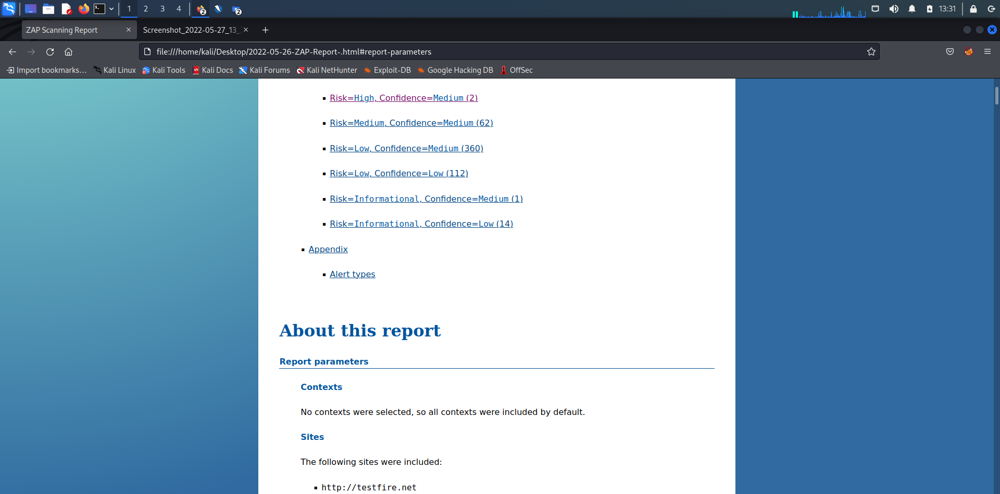 1 2 3 4 2 2 13:31
ZAP Scanning Report
Screenshot_2022-05-27_13_
file:///home/kali/Desktop/2022-05-26-ZAP-Report-.html#report-parameters
Import bookmarks... Kali Linux Kali Tools Kali Docs Kali Forums Kali NetHunter Exploit-DB Google Hacking DB OffSec
Risk=High, Confidence=Medium (2)
Risk=Medium, Confidence=Medium (62)
Risk=Low, Confidence=Medium (360)
Risk=Low, Confidence=Low (112)
Risk=Informational, Confidence=Medium (1)
Risk=Informational, Confidence=Low (14)
Appendix
Alert types
About this report
Report parameters
Contexts
No contexts were selected, so all contexts were included by default.
Sites
The following sites were included:
http://testfire.net